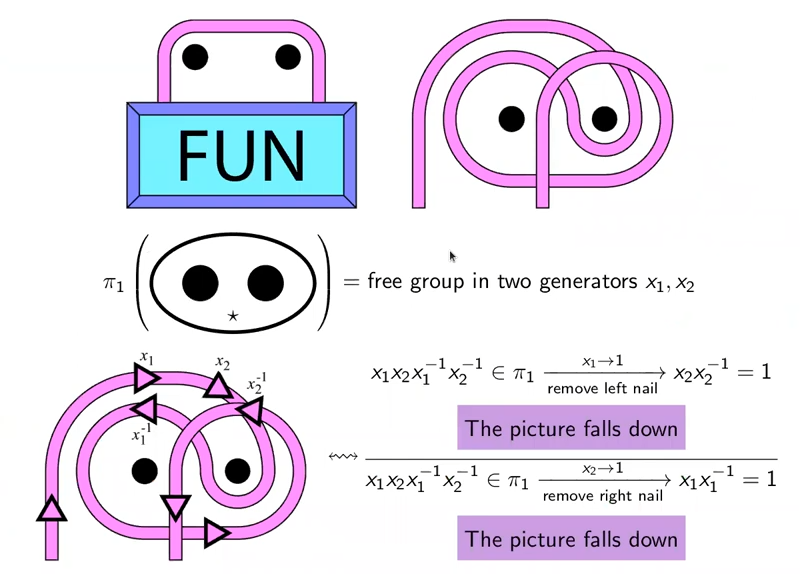 FUN
π₁ ( ⋆ ) = free group in two generators x₁, x₂
x₁
x₂
x₂⁻¹
x₁⁻¹
x₁x₂x₁⁻¹x₂⁻¹ ∈ π₁ x₁→1 remove left nail x₂x₂⁻¹ = 1
The picture falls down
x₁x₂x₁⁻¹x₂⁻¹ ∈ π₁ x₂→1 remove right nail x₁x₁⁻¹ = 1
The picture falls down